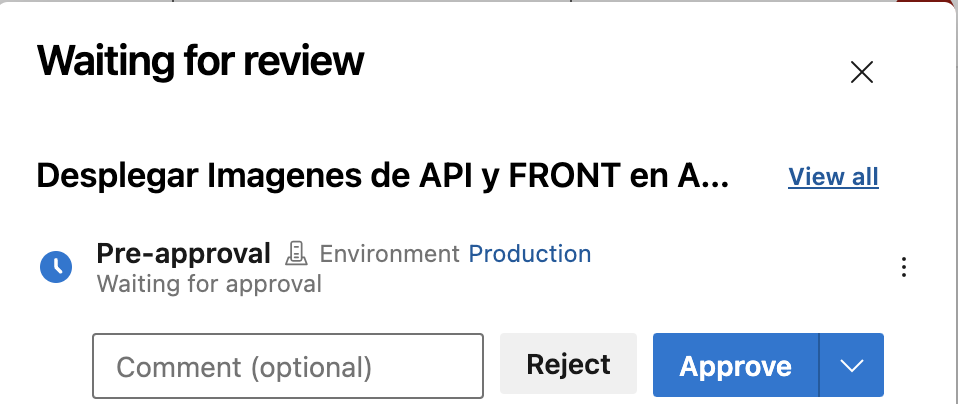 Waiting for review
Desplegar Imagenes de API y FRONT en A... View all
Pre-approval Environment Production
Waiting for approval
Comment (optional) Reject Approve